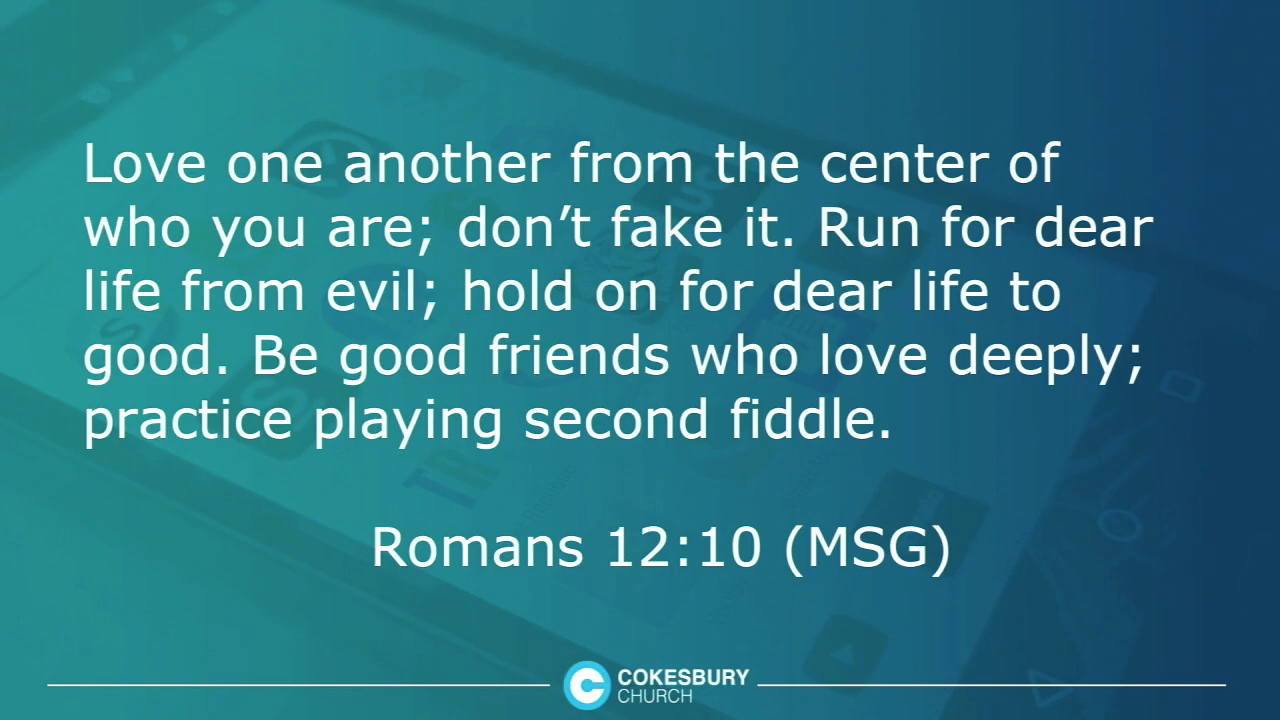 Love one another from the center of
who you are; don’t fake it. Run for dear
life from evil; hold on for dear life to
good. Be good friends who love deeply;
practice playing second fiddle.
Romans 12:10 (MSG)
COKESBURY
CHURCH